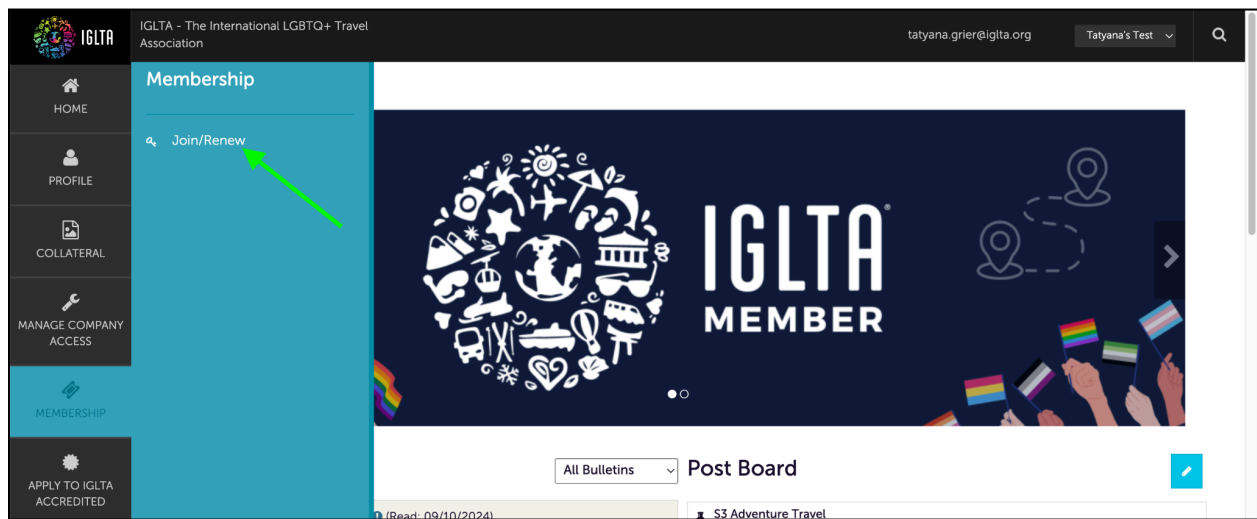 IGLTA
IGLTA - The International LGBTQ+ Travel
Association
tatyana.grier@iglta.org
Tatyana's Test
HOME
PROFILE
COLLATERAL
MANAGE COMPANY
ACCESS
MEMBERSHIP
APPLY TO IGLTA
ACCREDITED
Membership
Join/Renew
IGLTA®
MEMBER
All Bulletins
Post Board
(Read: 09/10/2024)
S3 Adventure Travel